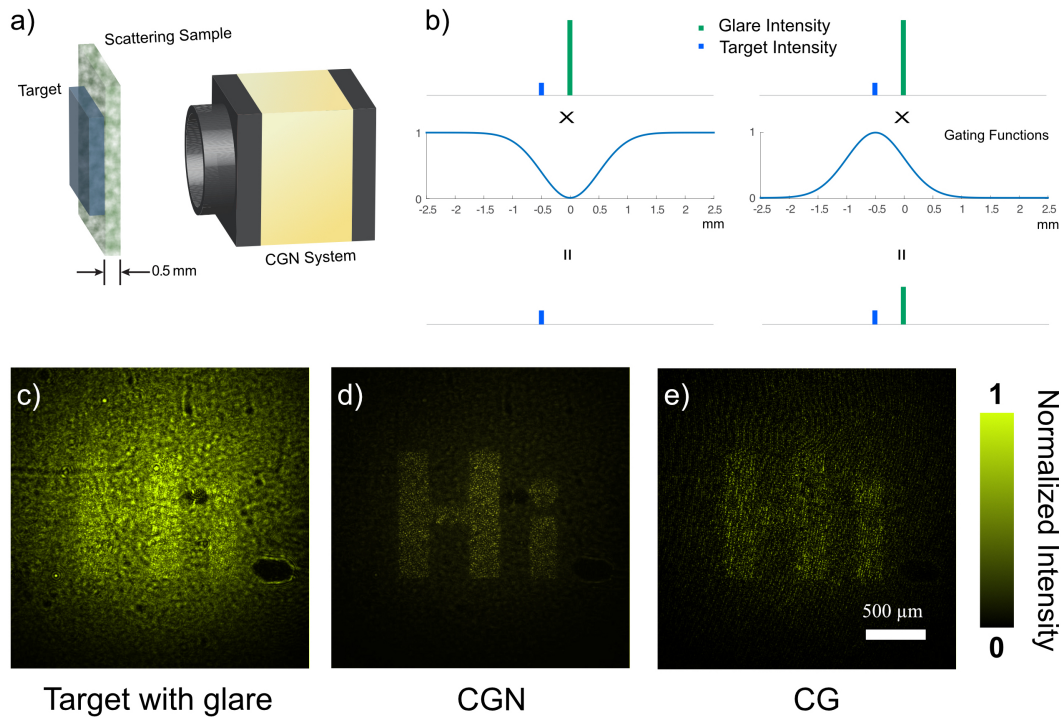 a)
Scattering Sample
Target
CGN System
0.5 mm
b)
Glare Intensity
Target Intensity
×
×
Gating Functions
1
0
-2.5 -2 -1.5 -1 -0.5 0 0.5 1 1.5 2 2.5
mm
1
0
-2.5 -2 -1.5 -1 -0.5 0 0.5 1 1.5 2 2.5
mm
=
=
c)
d)
Hi
e)
500 µm
1
0
Normalized Intensity
Target with glare
CGN
CG